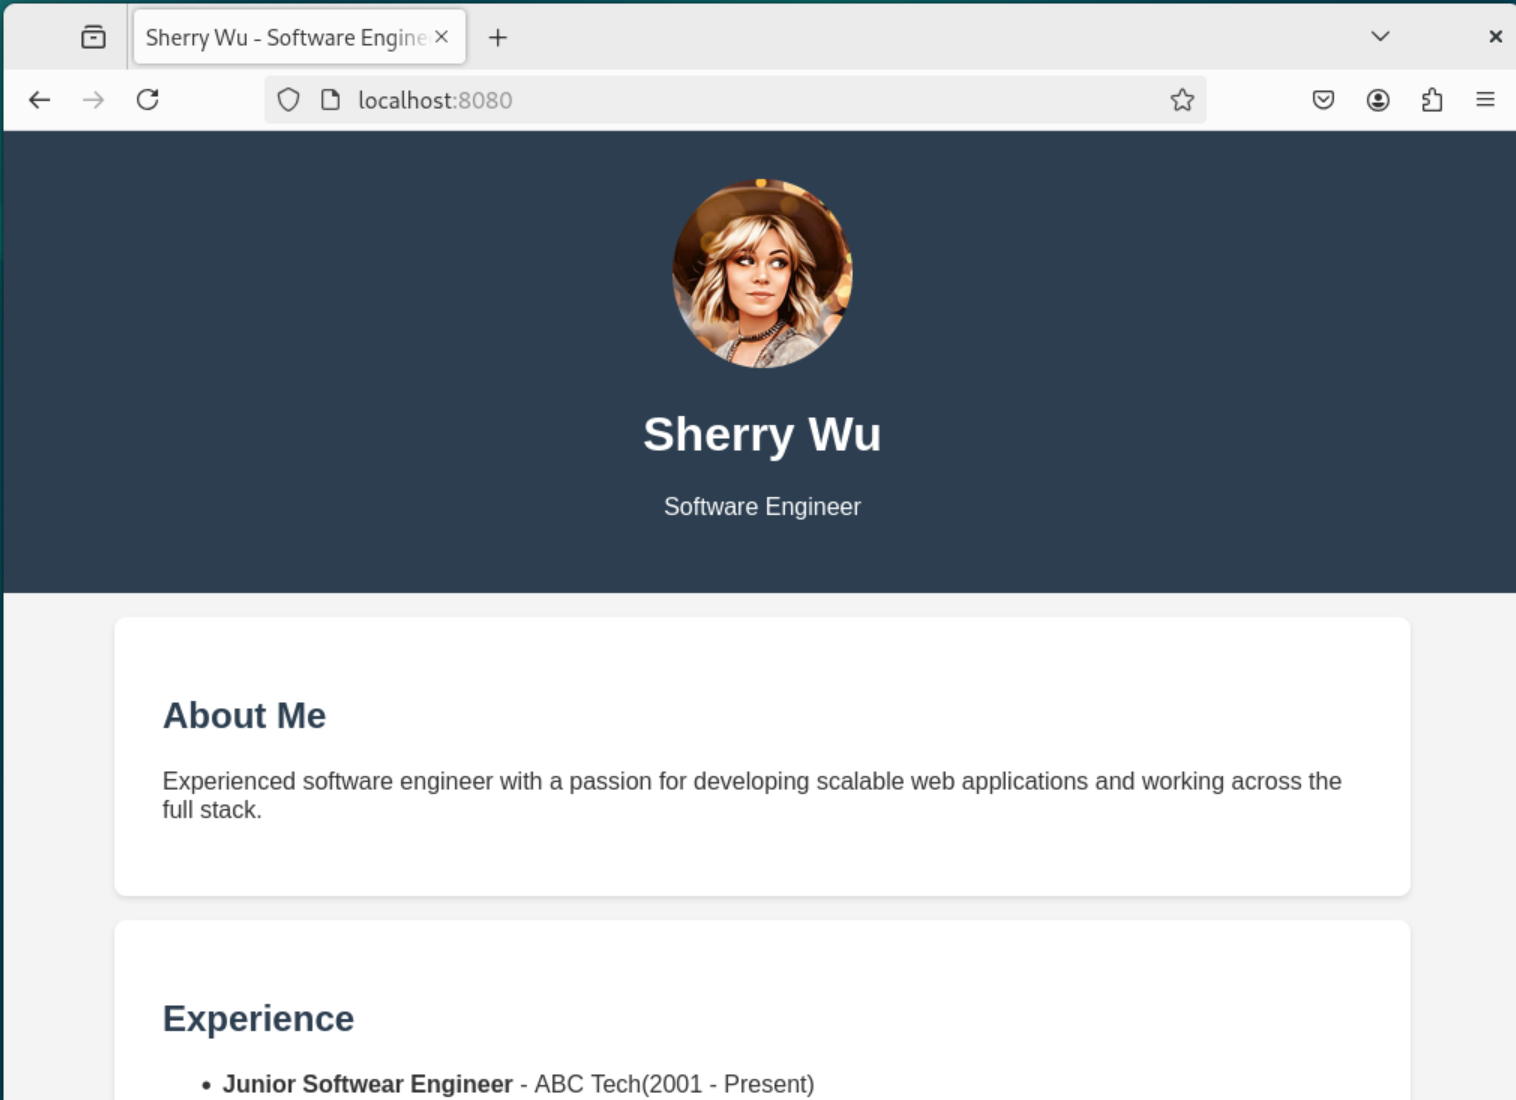 Sherry Wu - Software Engine
localhost:8080
Sherry Wu
Software Engineer
About Me
Experienced software engineer with a passion for developing scalable web applications and working across the
full stack.
Experience
• Junior Softwear Engineer - ABC Tech(2001 - Present)